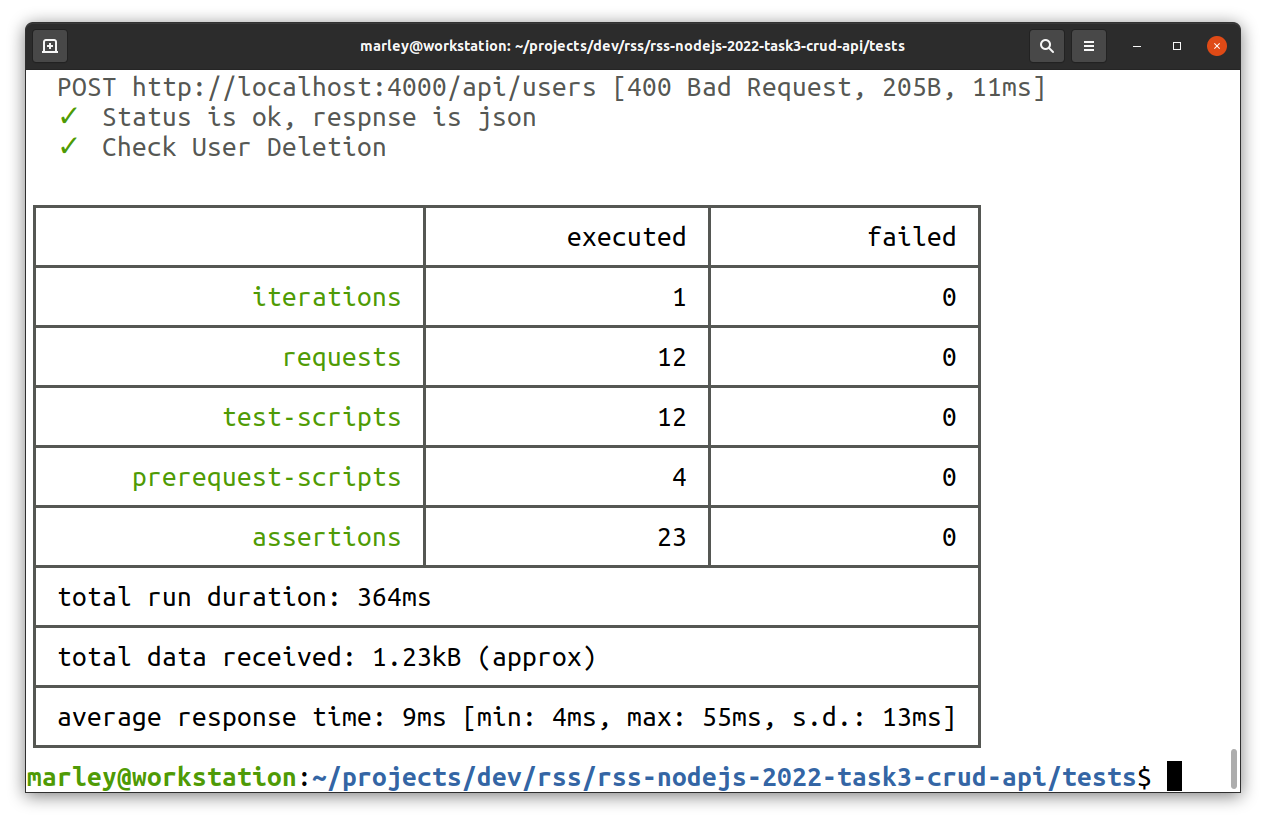 marley@workstation: ~/projects/dev/rss/rss-nodejs-2022-task3-crud-api/tests
POST http://localhost:4000/api/users [400 Bad Request, 205B, 11ms]
✓ Status is ok, respnse is json
✓ Check User Deletion
executed failed
iterations 1 0
requests 12 0
test-scripts 12 0
prerequest-scripts 4 0
assertions 23 0
total run duration: 364ms
total data received: 1.23kB (approx)
average response time: 9ms [min: 4ms, max: 55ms, s.d.: 13ms]
marley@workstation:~/projects/dev/rss/rss-nodejs-2022-task3-crud-api/tests$